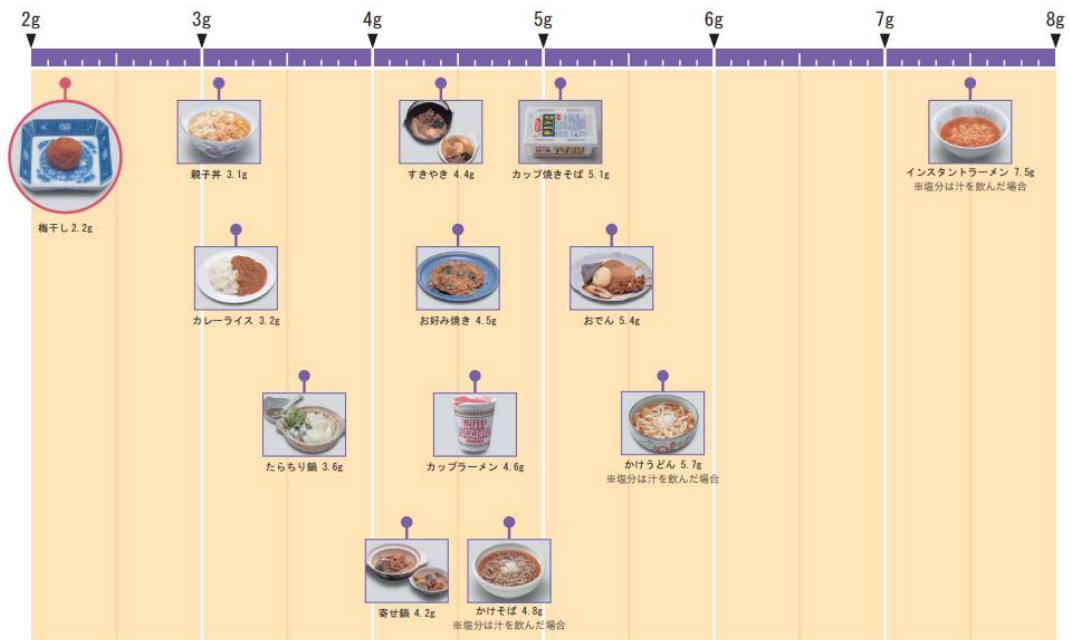 2g 3g 4g 5g 6g 7g 8g
梅干し 2.2g
親子丼 3.1g
すきやき 4.4g
カップ焼きそば 5.1g
インスタントラーメン 7.5g
※塩分は汁を飲んだ場合
カレーライス 3.2g
お好み焼き 4.5g
おでん 5.4g
たらちり鍋 3.6g
カップラーメン 4.6g
かけうどん 5.7g
※塩分は汁を飲んだ場合
寄せ鍋 4.2g
かけそば 4.8g
※塩分は汁を飲んだ場合